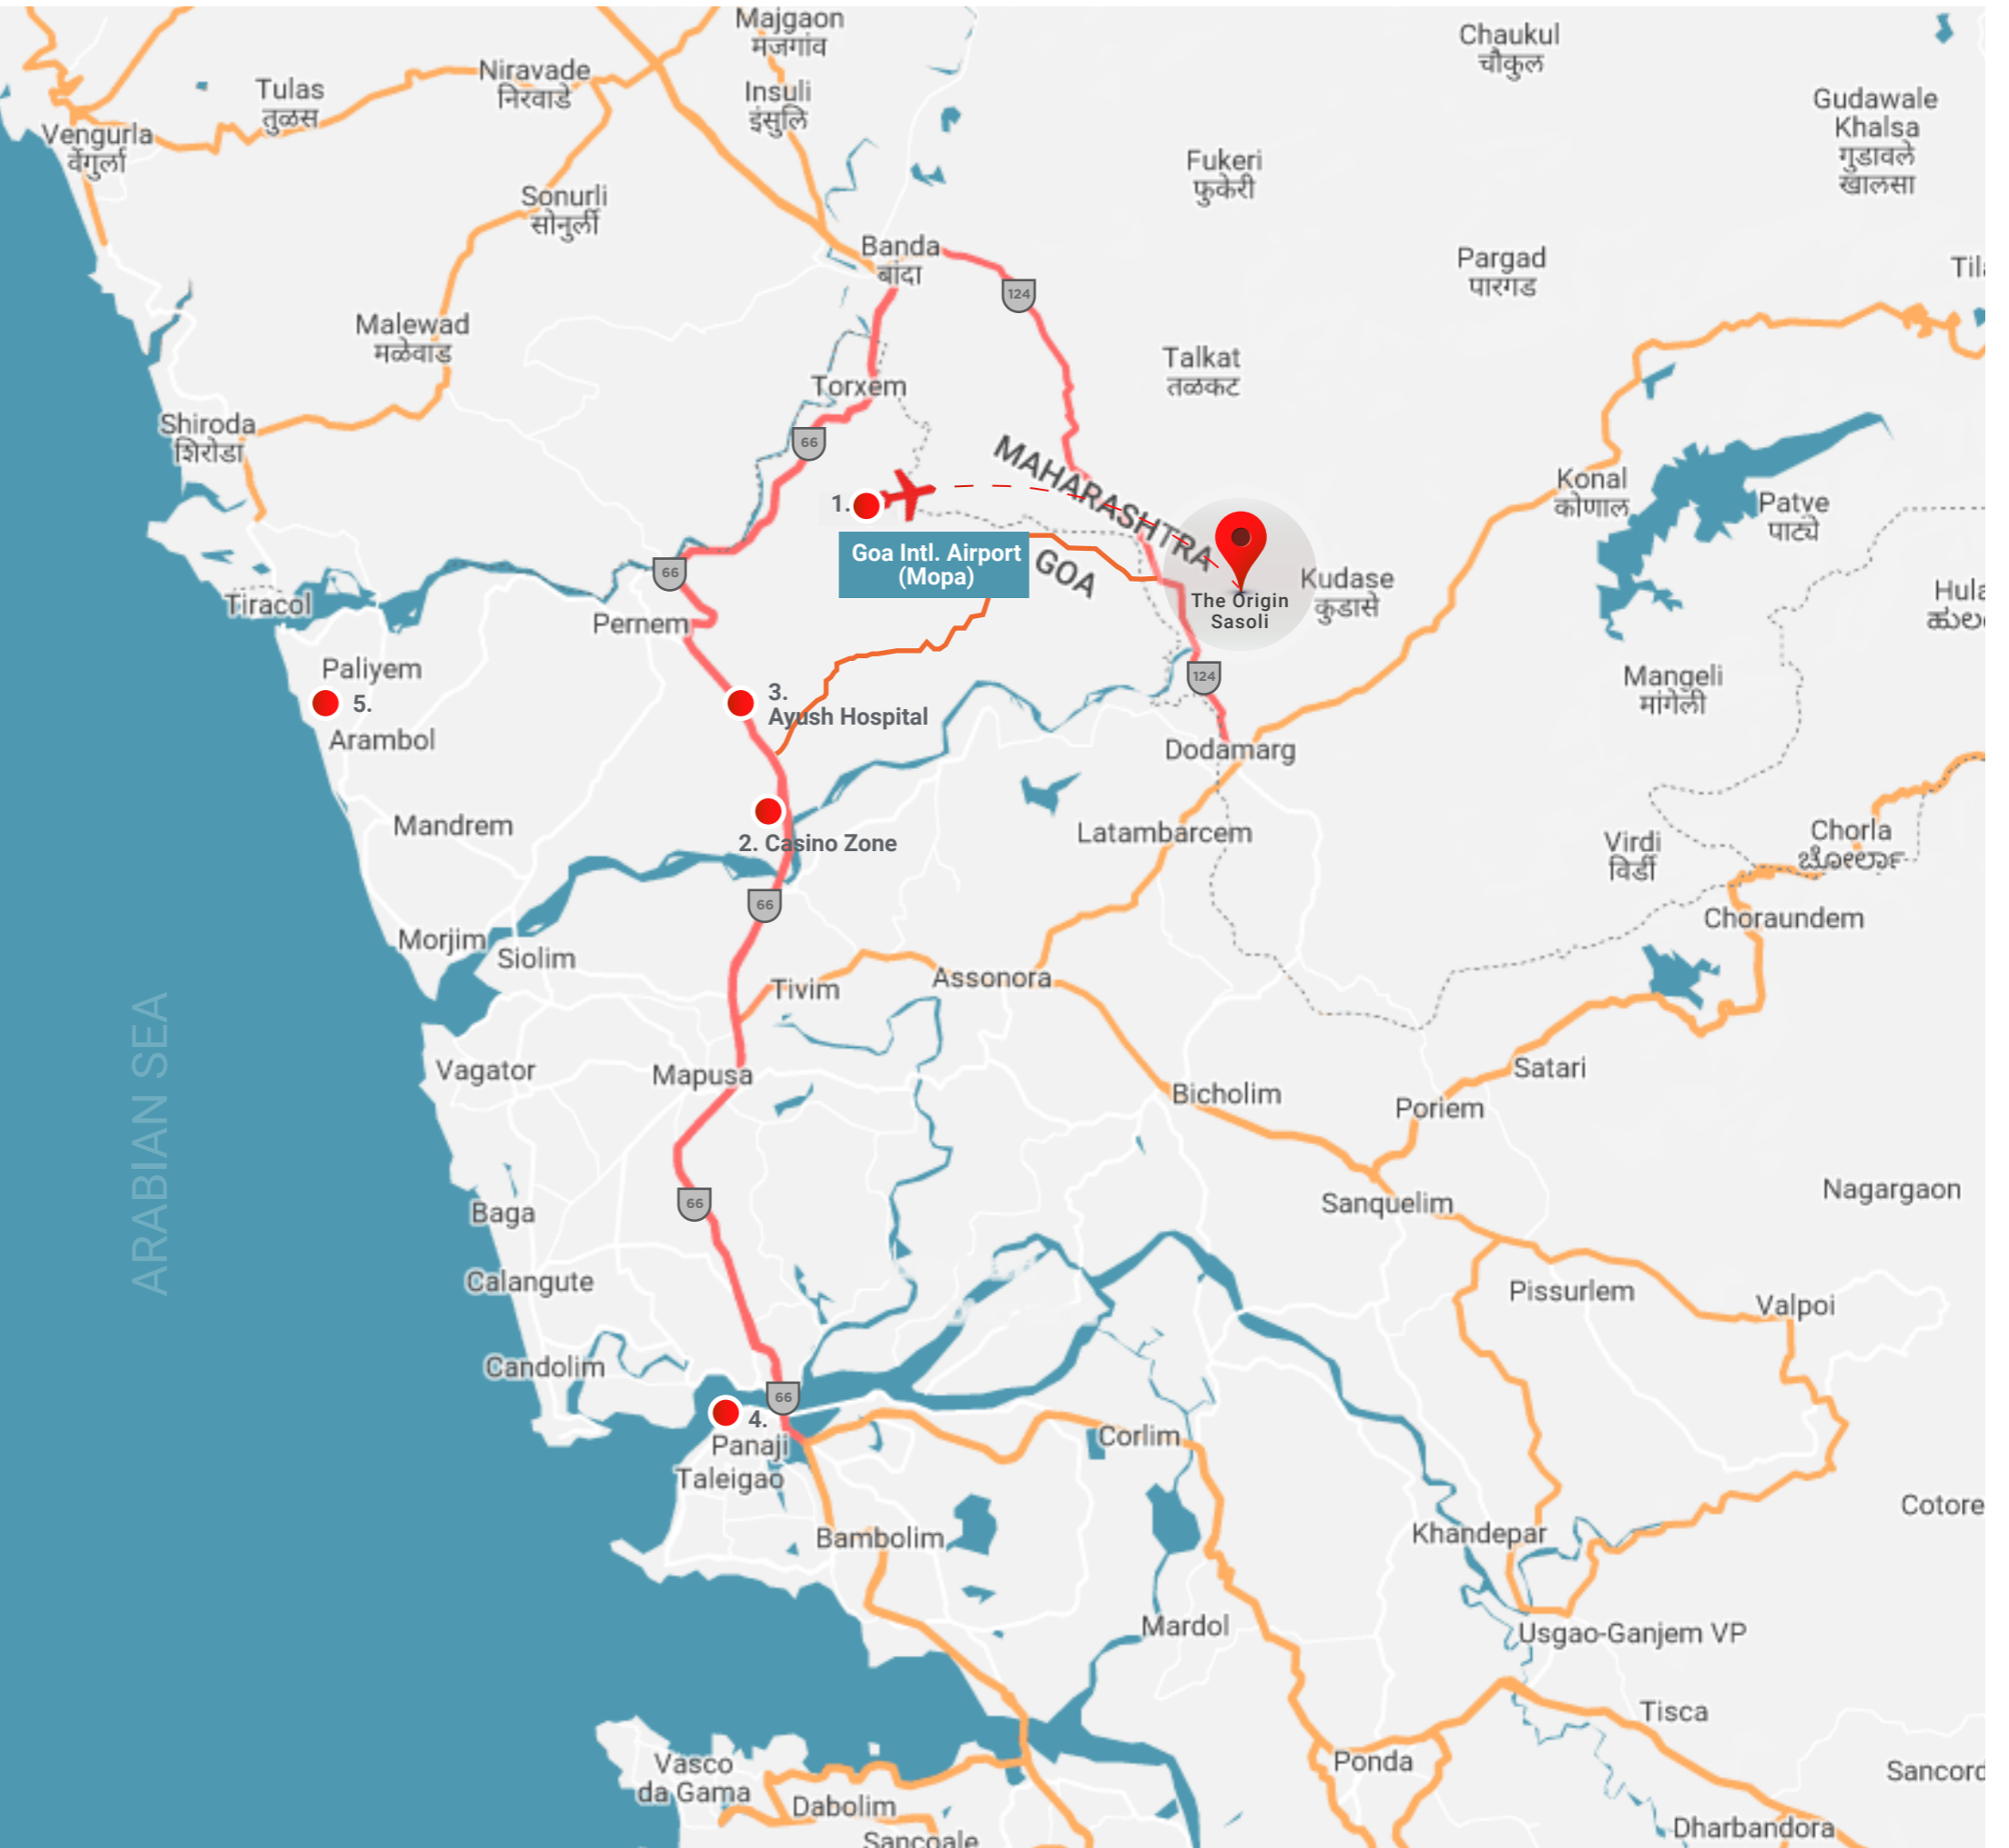 Majgaon
मजगांव
Chaukul
चौकुल
Niravade
निरवाडे
Tulas
तुळस
Insuli
इंसुलि
Gudawale
Khalsa
गुडावले
खालसा
Vengurla
वेंगुर्ला
Fukeri
फुकेरी
Sonurli
सोनुर्ली
Banda
बांदा
Pargad
पारगड
124
Malewad
मळेवाड
Talkat
तळकट
Torxem
Shiroda
शिरोडा
66
MAHARASHTRA
Konal
कोणाल
Patye
पाट्ये
1.
Goa Intl. Airport
(Mopa)
GOA
66
Kudase
कुडासे
The Origin
Sasoli
Tiracol
Pernem
Paliyem
5.
Arambol
3.
Ayush Hospital
124
Mangeli
मांगेली
Dodamarg
Mandrem
2. Casino Zone
Latambarcem
Virdi
विर्डी
Chorla
66
Choraundem
Morjim
Siolim
Tivim
Assonora
ARABIAN SEA
Vagator
Mapusa
Bicholim
Satari
Poriem
66
Baga
Sanquelim
Nagargaon
Calangute
Pissurlem
Valpoi
Candolim
66
4.
Panaji
Taleigao
Corlim
Bambolim
Khandepar
Cotore
Mardol
Usgao-Ganjem VP
Tisca
Vasco
da Gama
Ponda
Sancord
Dabolim
Sancoale
Dharbandora